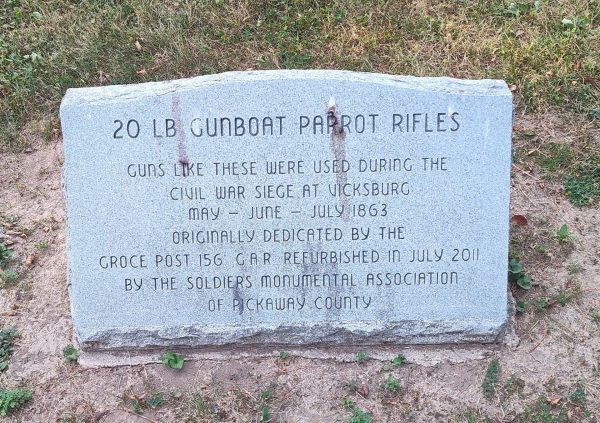 20 LB GUNBOAT PARROT RIFLES
GUNS LIKE THESE WERE USED DURING THE
CIVIL WAR SIEGE AT VICKSBURG
MAY - JUNE - JULY 1863
ORIGINALLY DEDICATED BY THE
GROCE POST 156 G.A.R. REFURBISHED IN JULY 2011
BY THE SOLDIERS MONUMENTAL ASSOCIATION
OF PICKAWAY COUNTY